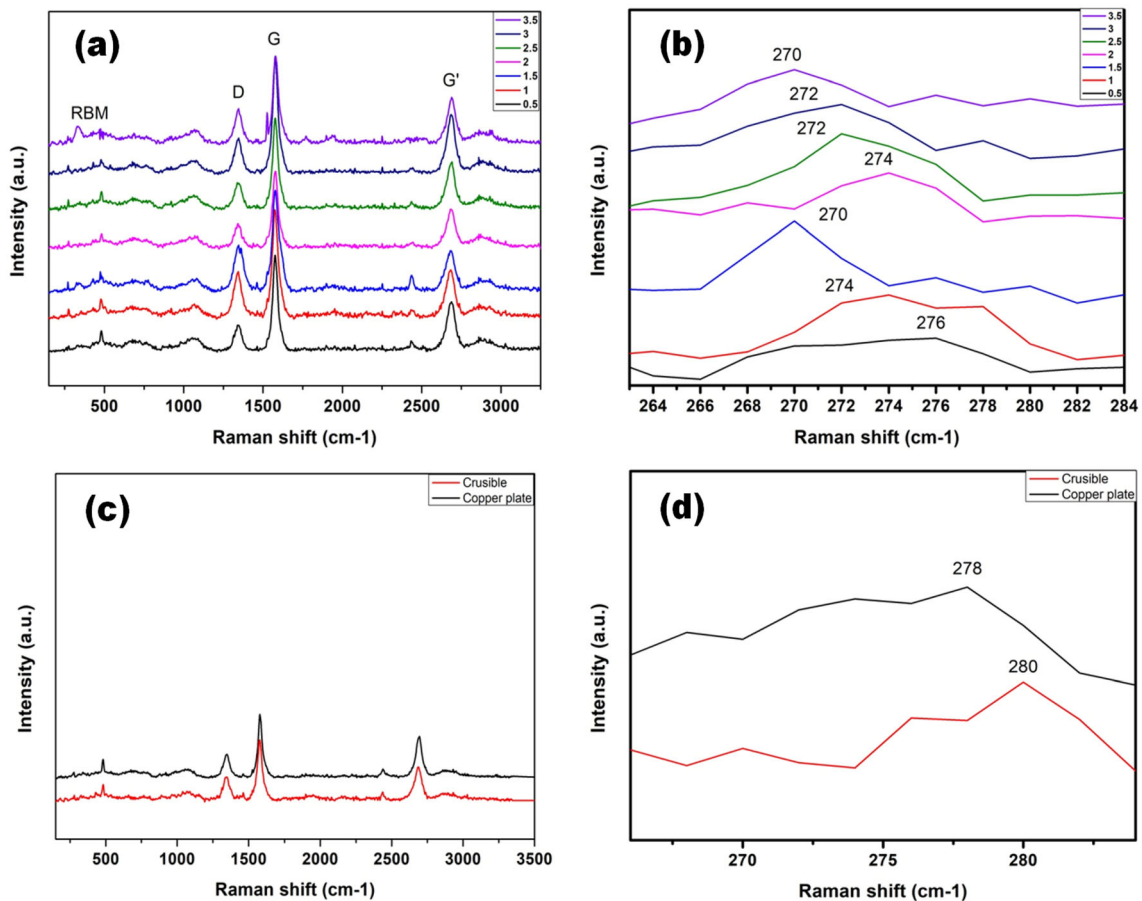 (a)
RBM
D
G
G'
3.5
3
2.5
2
1.5
1
0.5
Intensity (a.u.)
500 1000 1500 2000 2500 3000
Raman shift (cm-1)
(b)
3.5
3
2.5
2
1.5
1
0.5
270
272
272
274
270
274
276
Intensity (a.u.)
264 266 268 270 272 274 276 278 280 282 284
Raman shift (cm-1)
(c)
Crusible
Copper plate
Intensity (a.u.)
500 1000 1500 2000 2500 3000 3500
Raman shift (cm-1)
(d)
Crusible
Copper plate
278
280
Intensity (a.u.)
270 275 280
Raman shift (cm-1)